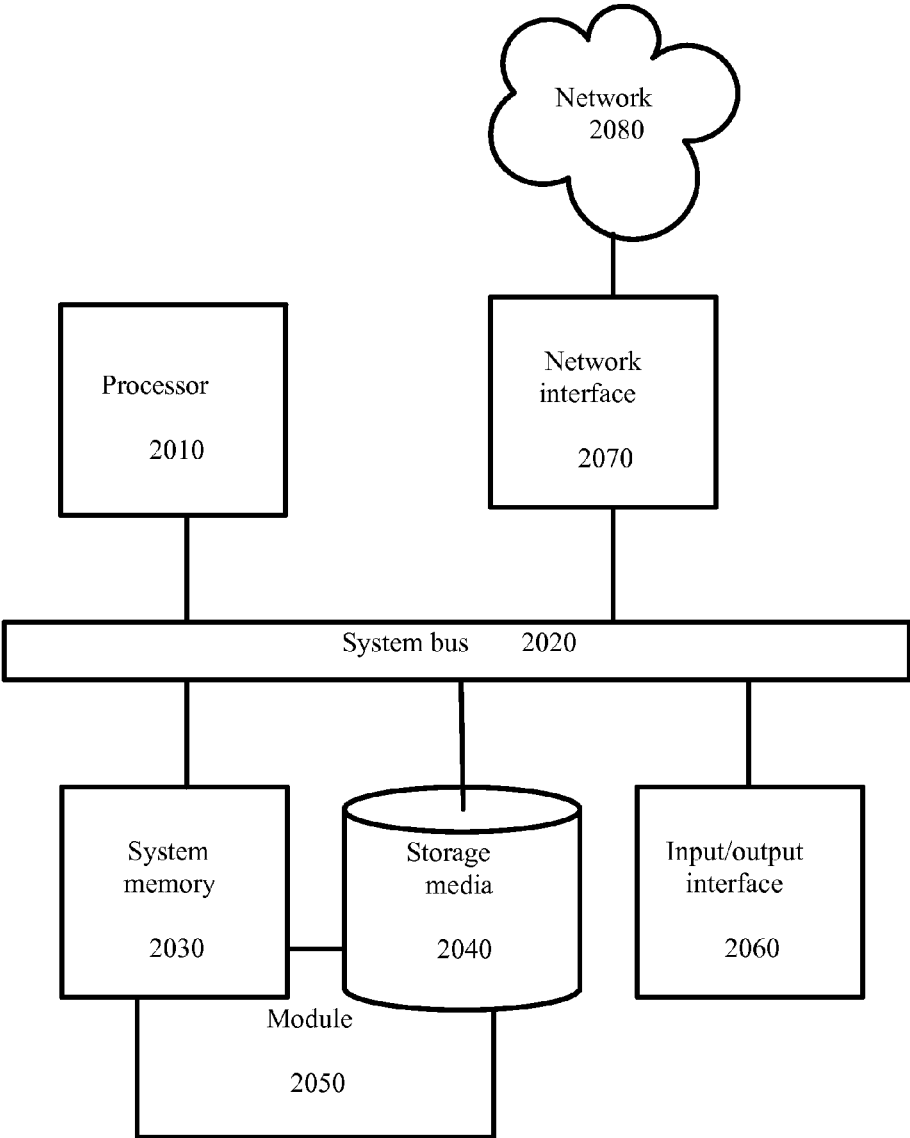 Network
2080
Processor
2010
Network
interface
2070
System bus 2020
System
memory
2030
Storage
media
2040
Input/output
interface
2060
Module
2050